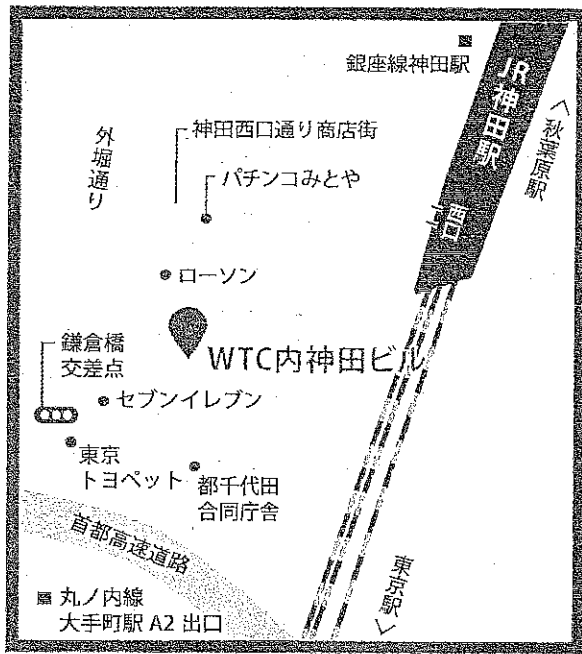 銀座線神田駅
JR神田駅
西口
秋葉原駅
外堀通り
神田西口通り商店街
パチンコみとや
ローソン
WTC内神田ビル
鎌倉橋
交差点
セブンイレブン
東京
トヨペット
都千代田
合同庁舎
首都高速道路
東京駅
丸ノ内線
大手町駅 A2 出口